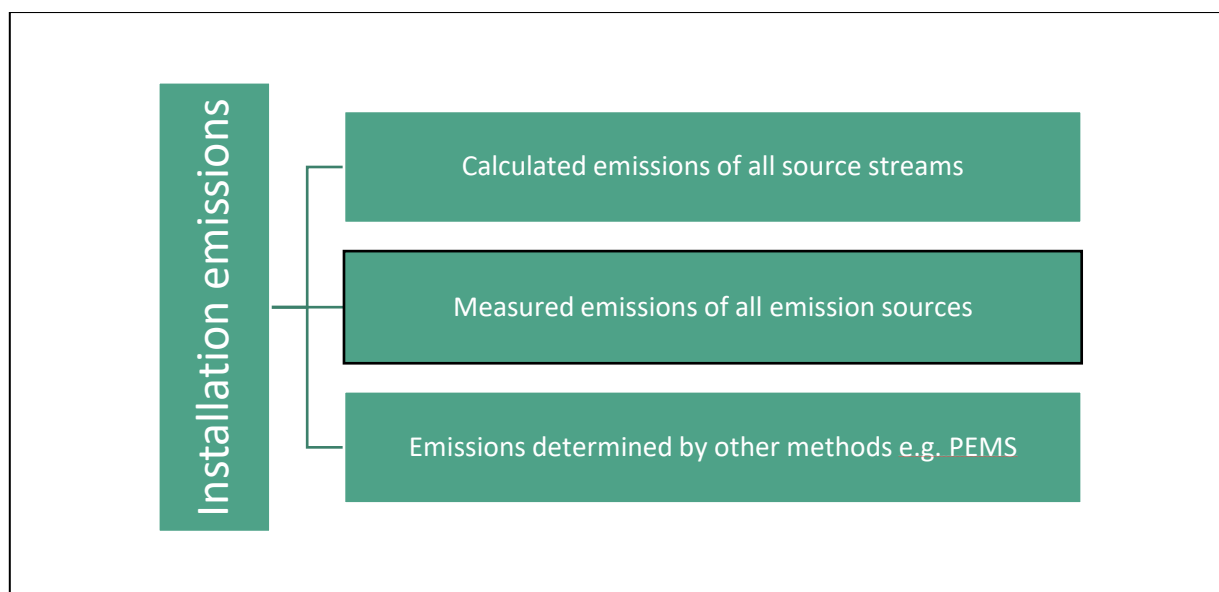 Installation emissions
Calculated emissions of all source streams
Measured emissions of all emission sources
Emissions determined by other methods e.g. PEMS